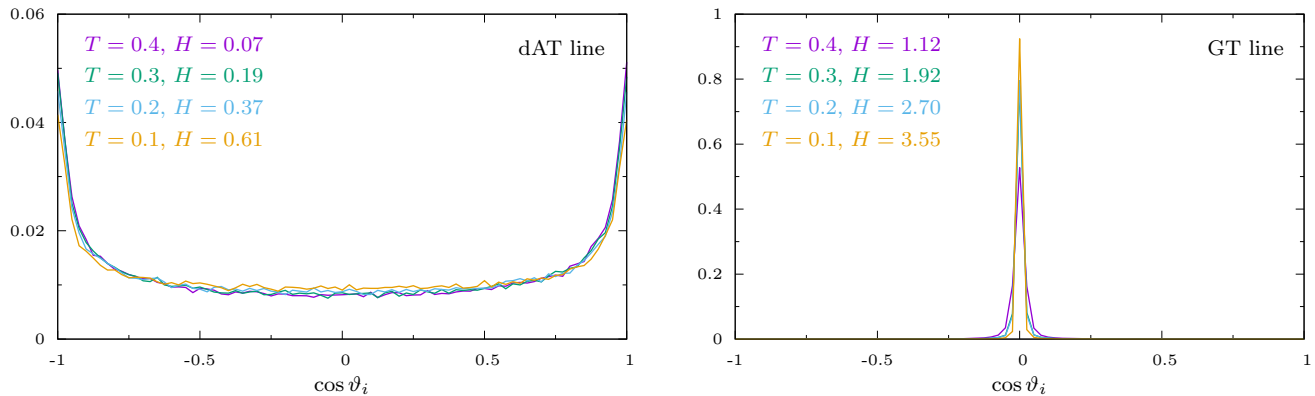 0.06
0.04
0.02
0
T = 0.4, H = 0.07
T = 0.3, H = 0.19
T = 0.2, H = 0.37
T = 0.1, H = 0.61
dAT line
-1
-0.5
0
0.5
1
cos ϑᵢ
1
0.8
0.6
0.4
0.2
0
T = 0.4, H = 1.12
T = 0.3, H = 1.92
T = 0.2, H = 2.70
T = 0.1, H = 3.55
GT line
-1
-0.5
0
0.5
1
cos ϑᵢ